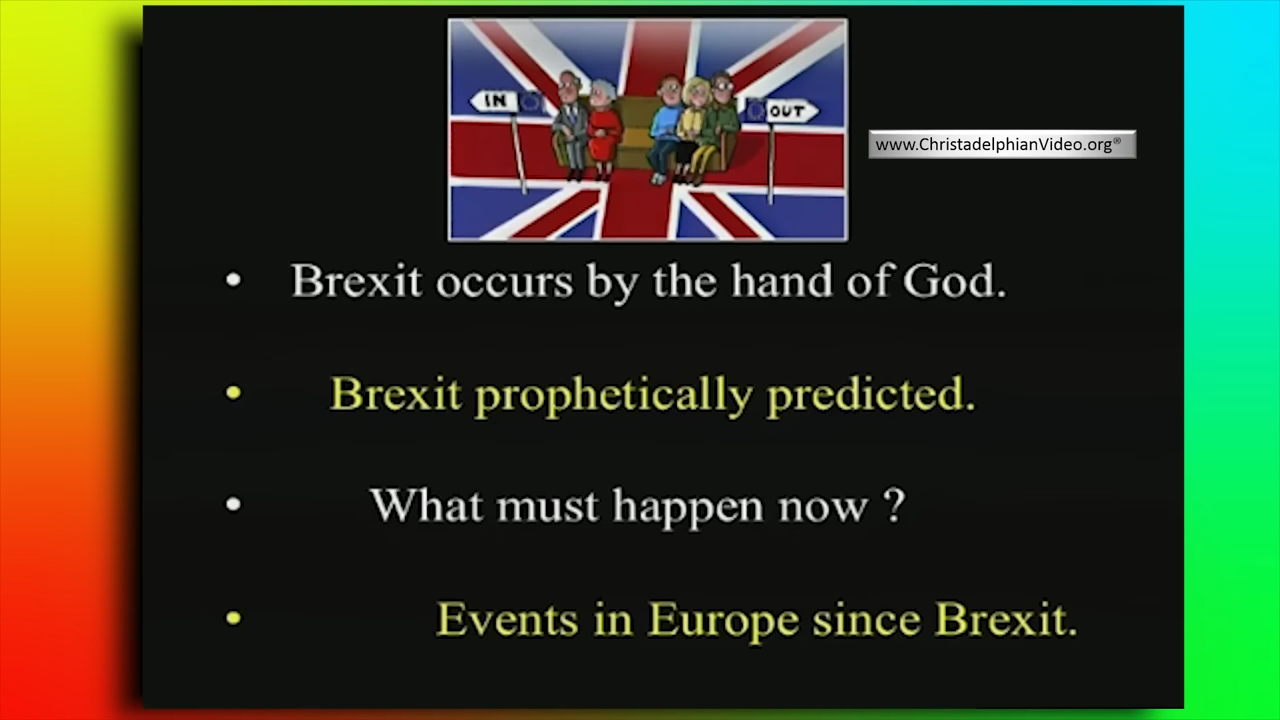 IN
OUT
www.ChristadelphianVideo.org®
• Brexit occurs by the hand of God.
• Brexit prophetically predicted.
• What must happen now ?
• Events in Europe since Brexit.